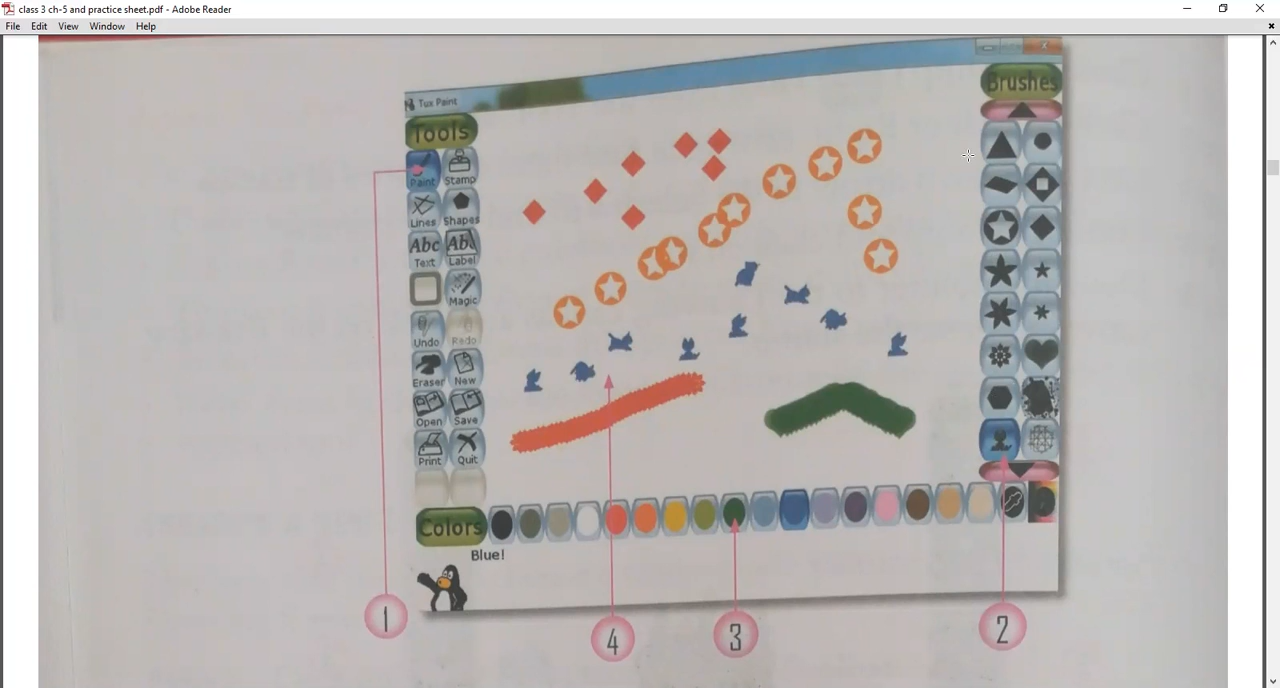 class 3 ch-5 and practice sheet.pdf - Adobe Reader
File Edit View Window Help
Tux Paint
Brushes
Tools
Paint Stamp
Lines Shapes
Abc Abc
Text Label
Magic
Undo Redo
Eraser New
Open Save
Print Quit
Colors
Blue!
1
4
3
2